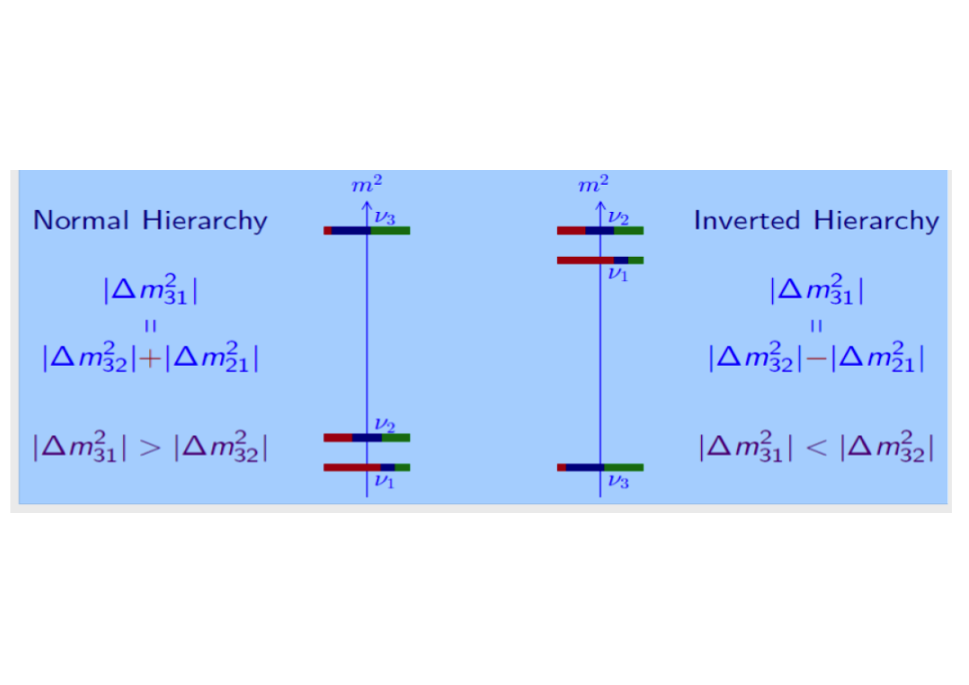 Normal Hierarchy
|Δm²₃₁|
=
|Δm²₃₂|+|Δm²₂₁|
|Δm²₃₁| > |Δm²₃₂|
m²
ν₃
ν₂
ν₁
m²
ν₂
ν₁
ν₃
Inverted Hierarchy
|Δm²₃₁|
=
|Δm²₃₂|−|Δm²₂₁|
|Δm²₃₁| < |Δm²₃₂|